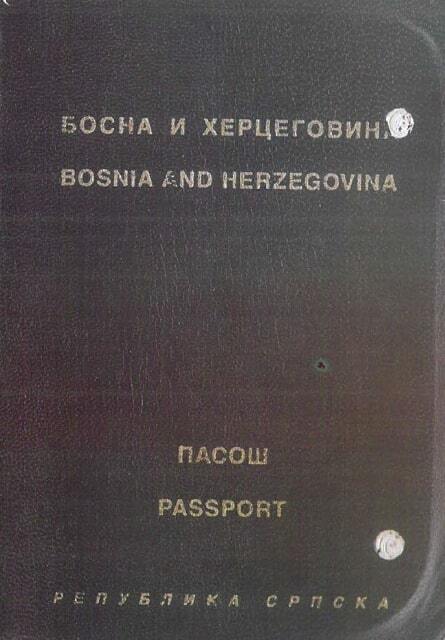 БОСНА И ХЕРЦЕГОВИНА
BOSNIA AND HERZEGOVINA
ПАСОШ
PASSPORT
РЕПУБЛИКА СРПСКА